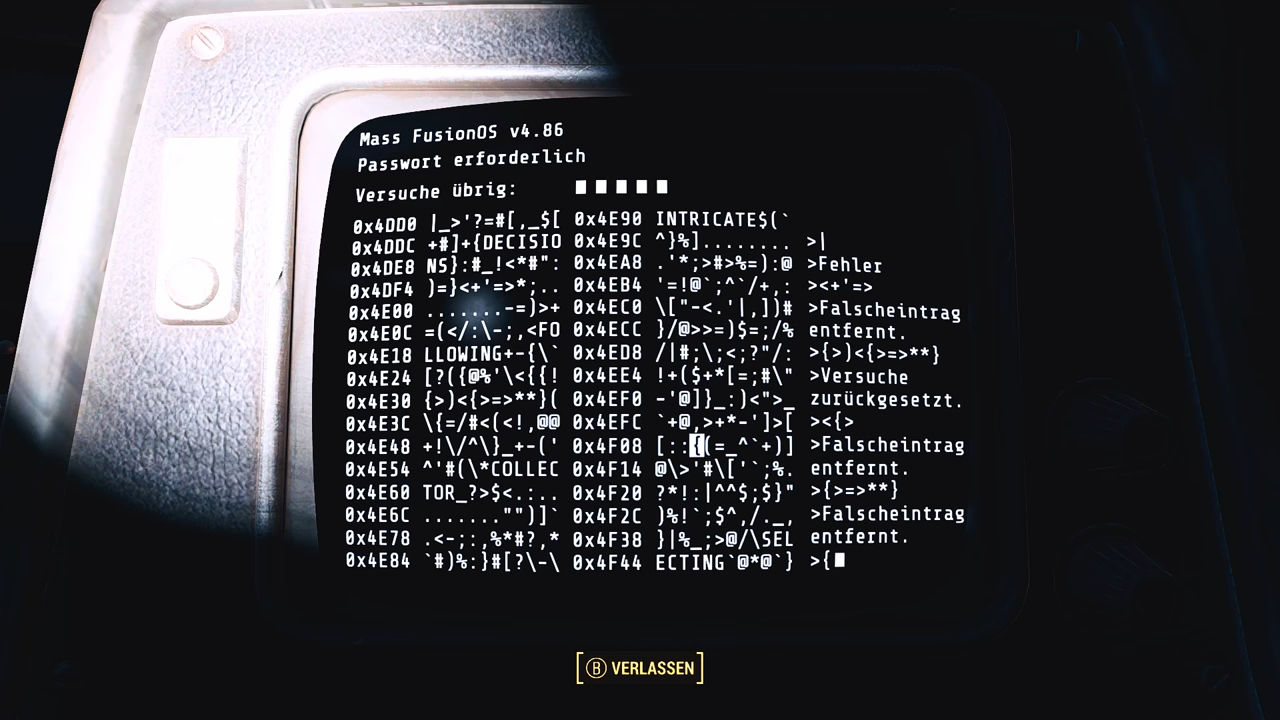 Mass FusionOS v4.86
Passwort erforderlich
Versuche übrig: ■ ■ ■ ■ ■
0x4DD0 |_>'?=#[,_$[ 0x4E90 INTRICATE$(`
0x4DDC +#]+{DECISIO 0x4E9C ^}%]........ >|
0x4DE8 NS}:#_!<*#": 0x4EA8 .'*;>#>%=):@ >Fehler
0x4DF4 )=}<+'=>*;.. 0x4EB4 '=!@`;^`/+,: ><+'=>
0x4E00 .......-=)>+ 0x4EC0 \["-<.'|,])# >Falscheintrag
0x4E0C =(</:\-;,<FO 0x4ECC }/@>>=)$=;/% entfernt.
0x4E18 LLOWING+-{\` 0x4ED8 /|#;\;<;?"/: >{>)<{>=>**}
0x4E24 [?({@%'\<{{! 0x4EE4 !+($+*[=;#\" >Versuche
0x4E30 {>)<{>=>**}( 0x4EF0 -'@]}_:)<">_ zurückgesetzt.
0x4E3C \{=/#<(<!,@@ 0x4EFC `+@,>+*-']>[ ><{>
0x4E48 +!\/^\}_+-(' 0x4F08 [::{(=_^`+)] >Falscheintrag
0x4E54 ^'#(\*COLLEC 0x4F14 @\>'#\['`;%. entfernt.
0x4E60 TOR_?>$<.:.. 0x4F20 ?*!:|^^$;$}" >{>=>**}
0x4E6C ........"")]` 0x4F2C )%!`;$^,/._, >Falscheintrag
0x4E78 .<-;:,%*#?,* 0x4F38 }|%_;>@/\SEL entfernt.
0x4E84 `#)%:}#[?\-\ 0x4F44 ECTING`@*@`} >{■
[Ⓑ VERLASSEN]